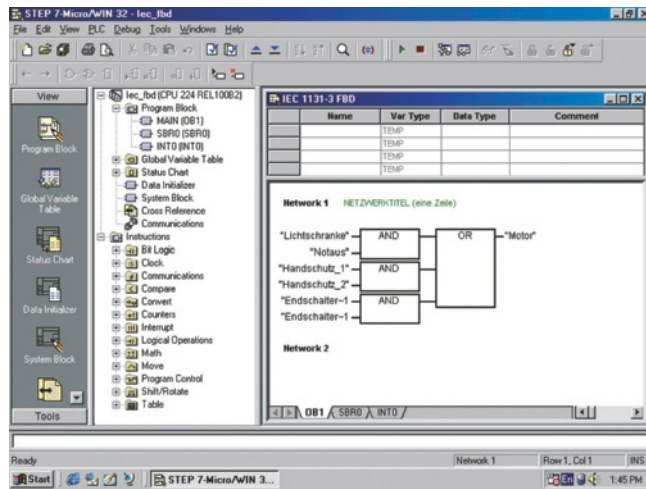 STEP 7-Micro/WIN 32 - Iec_fbd
File Edit View PLC Debug Tools Windows Help
View
Program Block
Global Variable
Table
Status Chart
Data Initializer
System Block
Tools
Iec_fbd (CPU 224 REL100B2)
Program Block
MAIN (OB1)
SBR0 (SBR0)
INT0 (INT0)
Global Variable Table
Status Chart
Data Initializer
System Block
Cross Reference
Communications
Instructions
Bit Logic
Clock
Communications
Compare
Convert
Counters
Interrupt
Logical Operations
Math
Move
Program Control
Shift/Rotate
Table
IEC 1131-3 FBD
Name Var Type Data Type Comment
TEMP
TEMP
TEMP
TEMP
Network 1 NETZWERKTITEL (eine Zeile)
"Lichtschranke" AND OR "Motor"
"Notaus"
"Handschutz_1" AND
"Handschutz_2"
"Endschalter~1 AND
"Endschalter~1
Network 2
OB1 SBR0 INT0
Ready Network 1 Row 1, Col 1 INS
Start STEP 7-Micro/WIN 3... En 1:45 PM